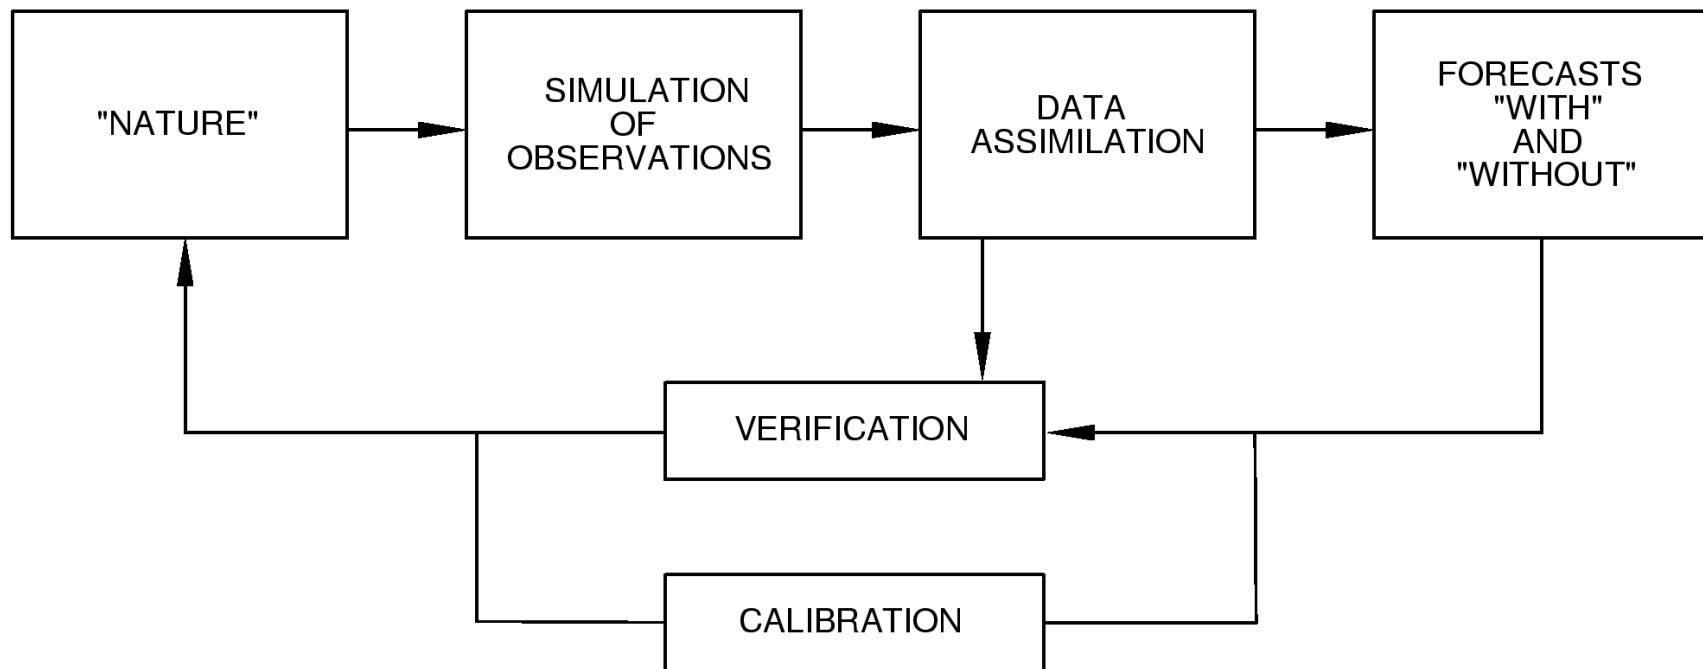 "NATURE"
SIMULATION
OF
OBSERVATIONS
DATA
ASSIMILATION
FORECASTS
"WITH"
AND
"WITHOUT"
VERIFICATION
CALIBRATION